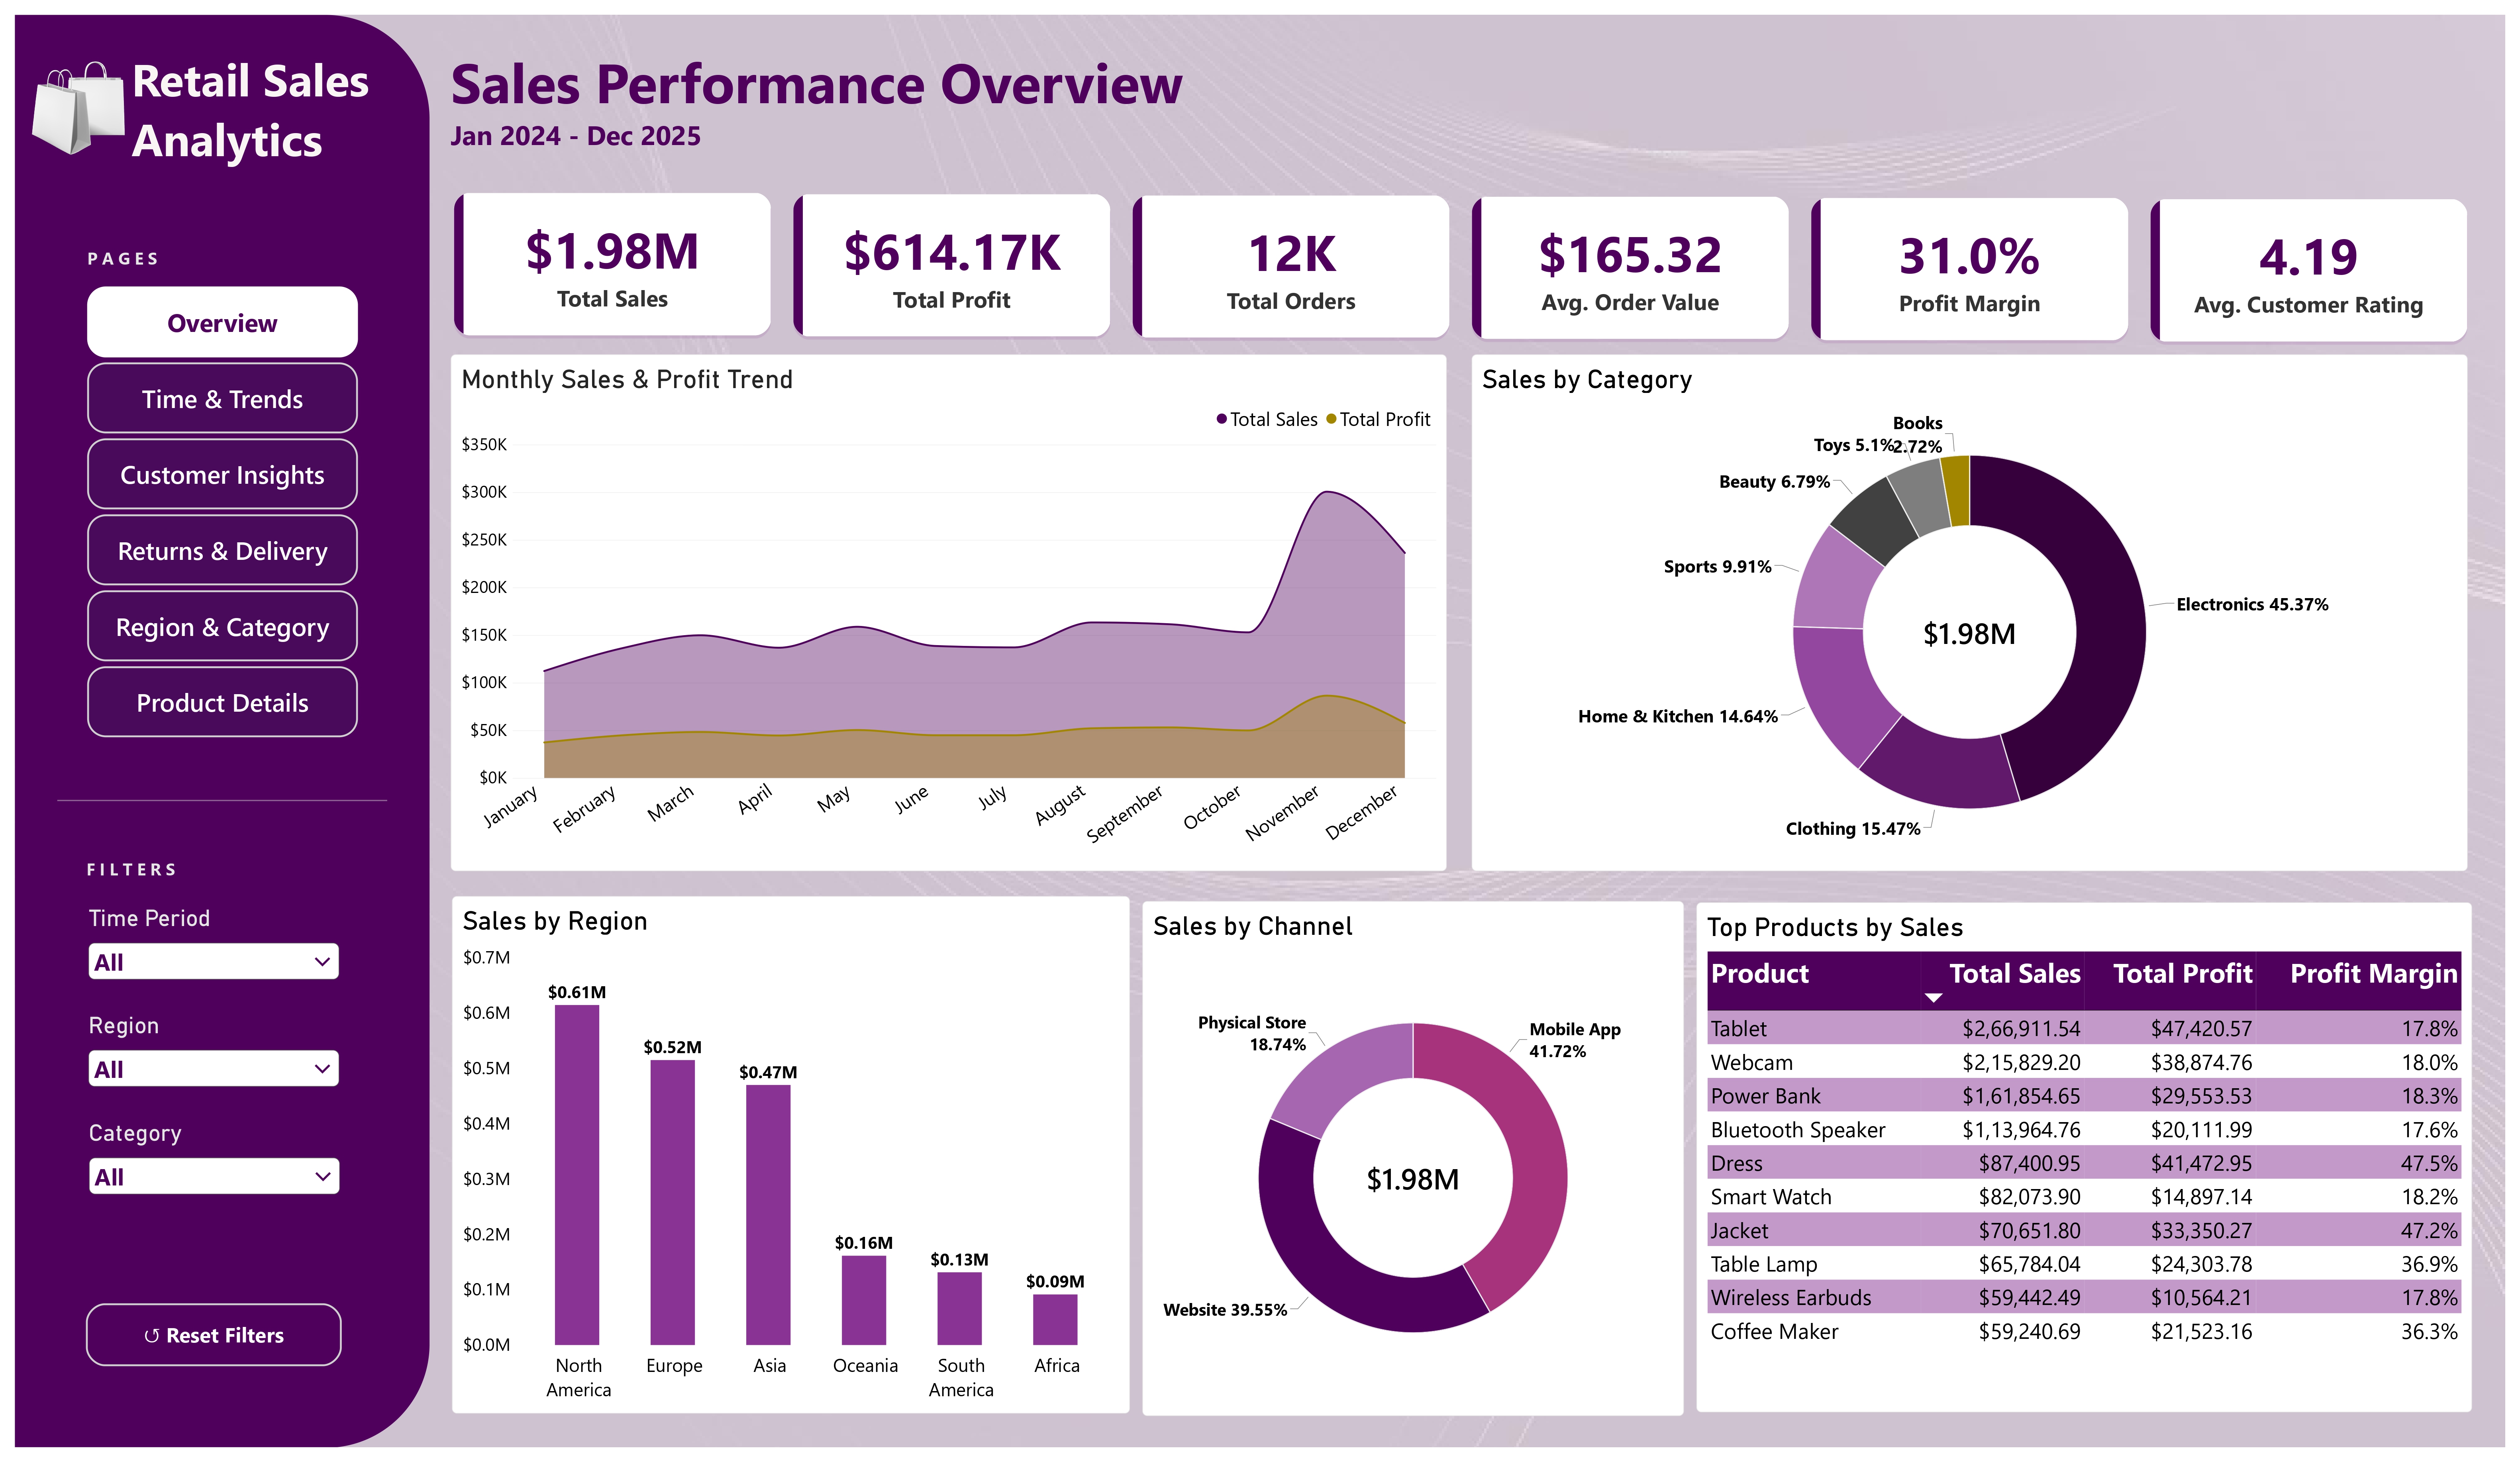 Retail Sales
Analytics
PAGES
Overview
Time & Trends
Customer Insights
Returns & Delivery
Region & Category
Product Details
FILTERS
Time Period
All
Region
All
Category
All
↺ Reset Filters
Sales Performance Overview
Jan 2024 - Dec 2025
$1.98M
Total Sales
$614.17K
Total Profit
12K
Total Orders
$165.32
Avg. Order Value
31.0%
Profit Margin
4.19
Avg. Customer Rating
Monthly Sales & Profit Trend
Total Sales Total Profit
$350K
$300K
$250K
$200K
$150K
$100K
$50K
$0K
January February March April May June July August September October November December
Sales by Category
Books
2.72%
Toys 5.1%
Beauty 6.79%
Sports 9.91%
Electronics 45.37%
$1.98M
Home & Kitchen 14.64%
Clothing 15.47%
Sales by Region
$0.7M
$0.6M
$0.5M
$0.4M
$0.3M
$0.2M
$0.1M
$0.0M
$0.61M
$0.52M
$0.47M
$0.16M
$0.13M
$0.09M
North
America
Europe
Asia
Oceania
South
America
Africa
Sales by Channel
Physical Store
18.74%
Mobile App
41.72%
$1.98M
Website 39.55%
Top Products by Sales
Product Total Sales Total Profit Profit Margin
Tablet $2,66,911.54 $47,420.57 17.8%
Webcam $2,15,829.20 $38,874.76 18.0%
Power Bank $1,61,854.65 $29,553.53 18.3%
Bluetooth Speaker $1,13,964.76 $20,111.99 17.6%
Dress $87,400.95 $41,472.95 47.5%
Smart Watch $82,073.90 $14,897.14 18.2%
Jacket $70,651.80 $33,350.27 47.2%
Table Lamp $65,784.04 $24,303.78 36.9%
Wireless Earbuds $59,442.49 $10,564.21 17.8%
Coffee Maker $59,240.69 $21,523.16 36.3%